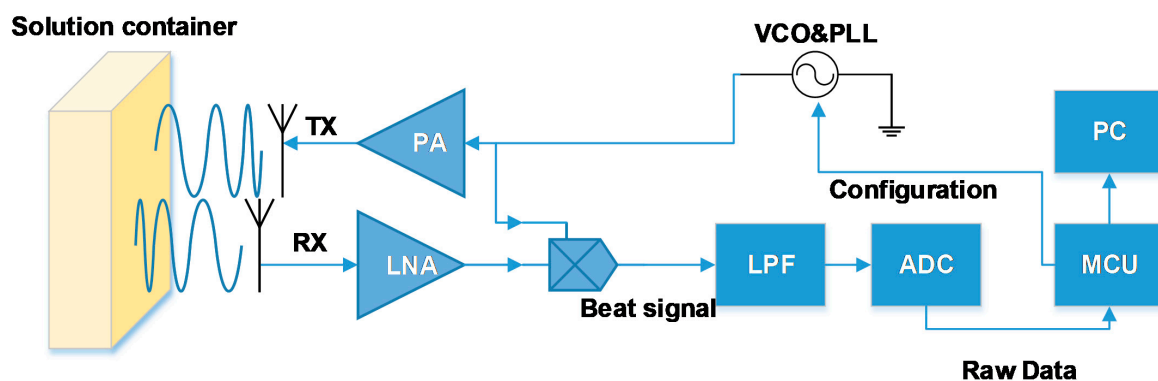 Solution container
VCO&PLL
TX
PA
PC
Configuration
RX
LNA
LPF
ADC
MCU
Beat signal
Raw Data